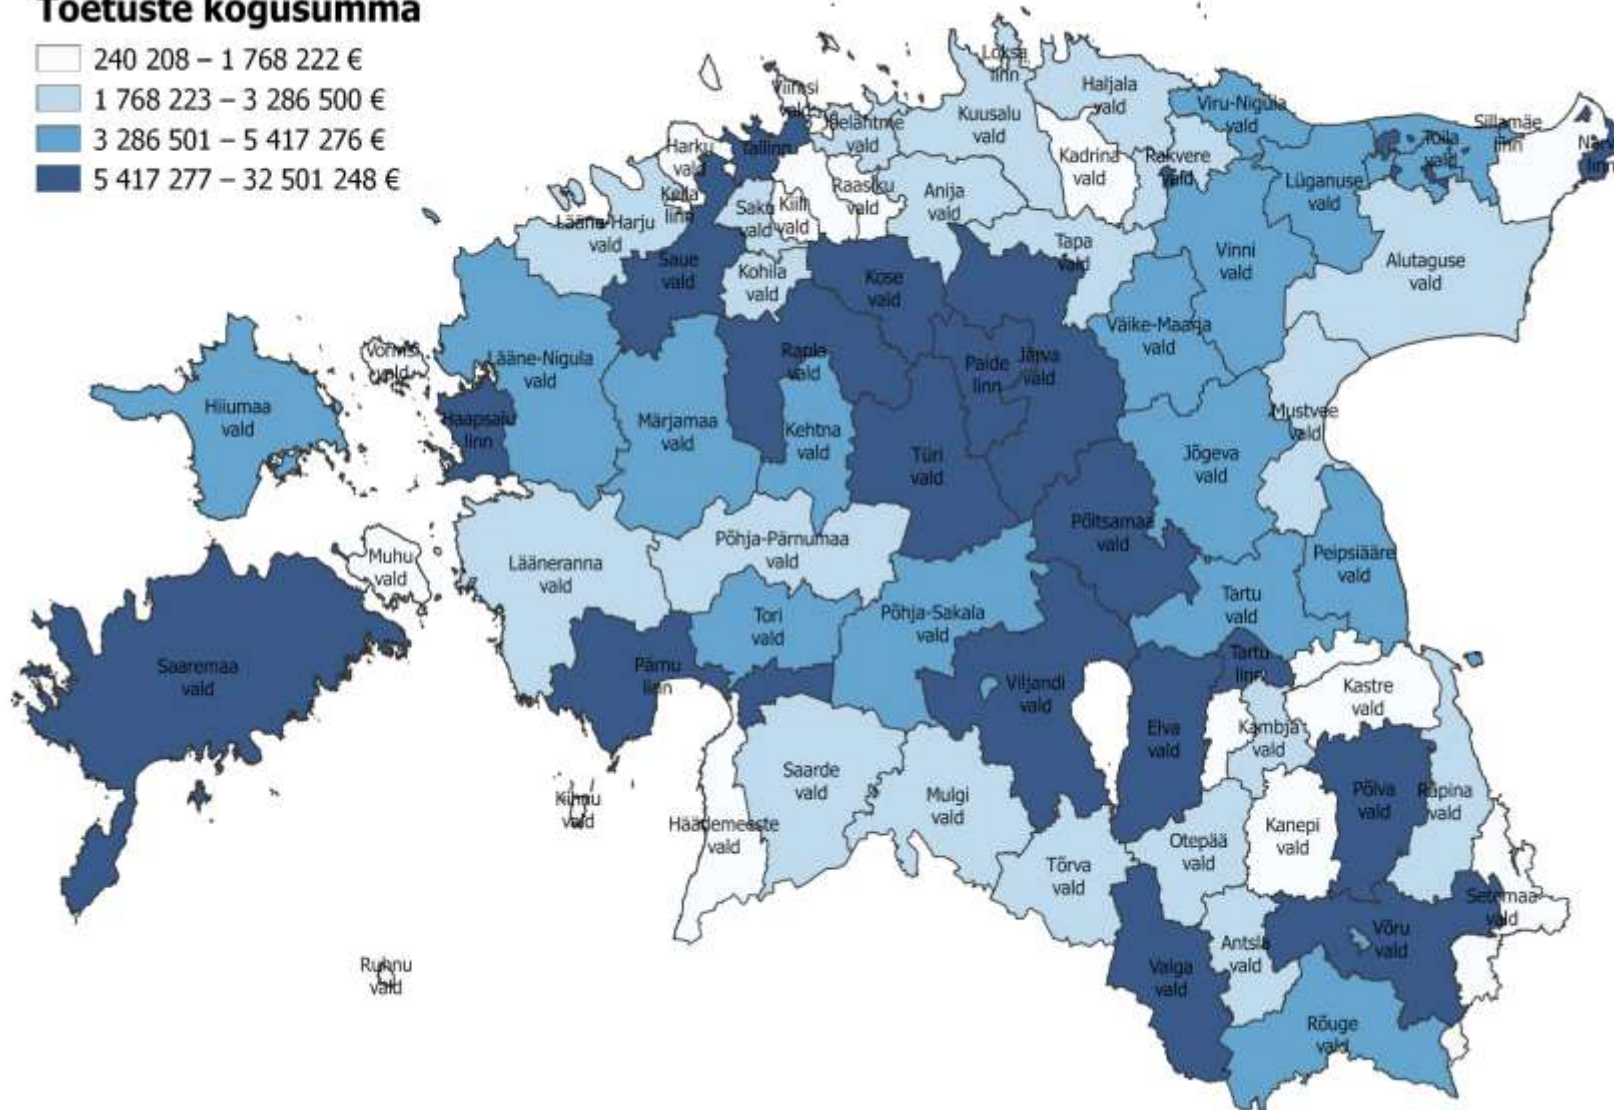 Toetuste kogusumma
240 208 – 1 768 222 €
1 768 223 – 3 286 500 €
3 286 501 – 5 417 276 €
5 417 277 – 32 501 248 €
Loksa
linn
Viimsi
vald
Jõelähtme
vald
Kuusalu
vald
Haljala
vald
Viru-Nigula
vald
Sillamäe
linn
Toila
vald
linn
Harku
vald
Tallinn
Keila
linn
Saku
vald
Kiili
vald
Raasiku
vald
Anija
vald
Kadrina
vald
Rakvere
vald
Lüganuse
vald
Lääne-Harju
vald
Saue
vald
Kohila
vald
Kose
vald
Tapa
vald
Vinni
vald
Alutaguse
vald
Väike-Maarja
vald
Vormsi
vald
Lääne-Nigula
vald
Rapla
vald
Paide
linn
Järva
vald
Hiiumaa
vald
Haapsalu
linn
Märjamaa
vald
Kehtna
vald
Türi
vald
Jõgeva
vald
Mustvee
vald
Põltsamaa
vald
Muhu
vald
Lääneranna
vald
Põhja-Pärnumaa
vald
Peipsiääre
vald
Tori
vald
Põhja-Sakala
vald
Tartu
vald
Saaremaa
vald
Pärnu
linn
Viljandi
vald
Tartu
linn
Kastre
vald
Elva
vald
Kambja
vald
Kihnu
vald
Häädemeeste
vald
Saarde
vald
Mulgi
vald
Põlva
vald
Räpina
vald
Otepää
vald
Kanepi
vald
Tõrva
vald
Setomaa
vald
Ruhnu
vald
Antsla
vald
Võru
vald
Valga
vald
Rõuge
vald